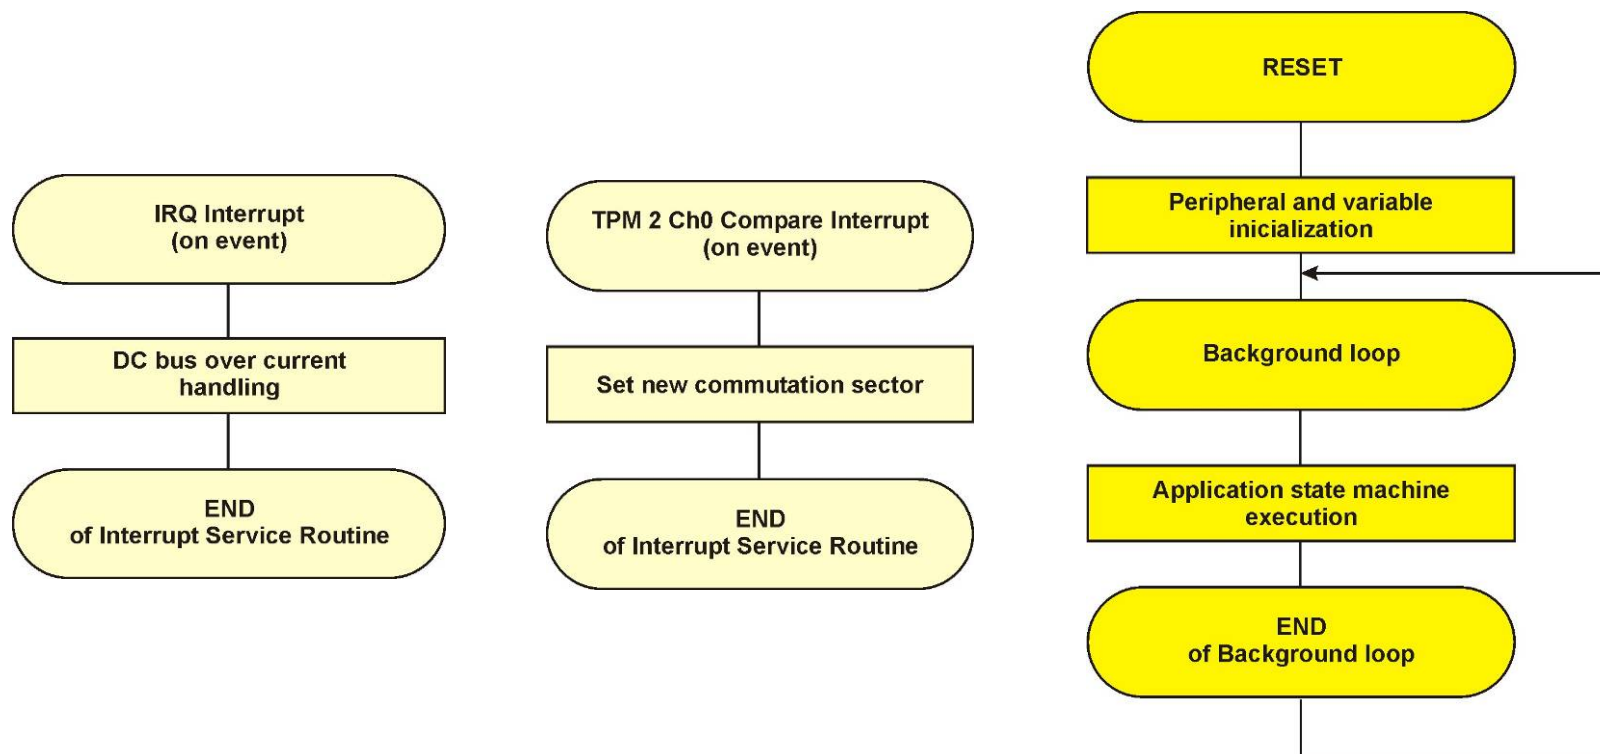 IRQ Interrupt
(on event)
DC bus over current
handling
END
of Interrupt Service Routine
TPM 2 Ch0 Compare Interrupt
(on event)
Set new commutation sector
END
of Interrupt Service Routine
RESET
Peripheral and variable
inicialization
Background loop
Application state machine
execution
END
of Background loop